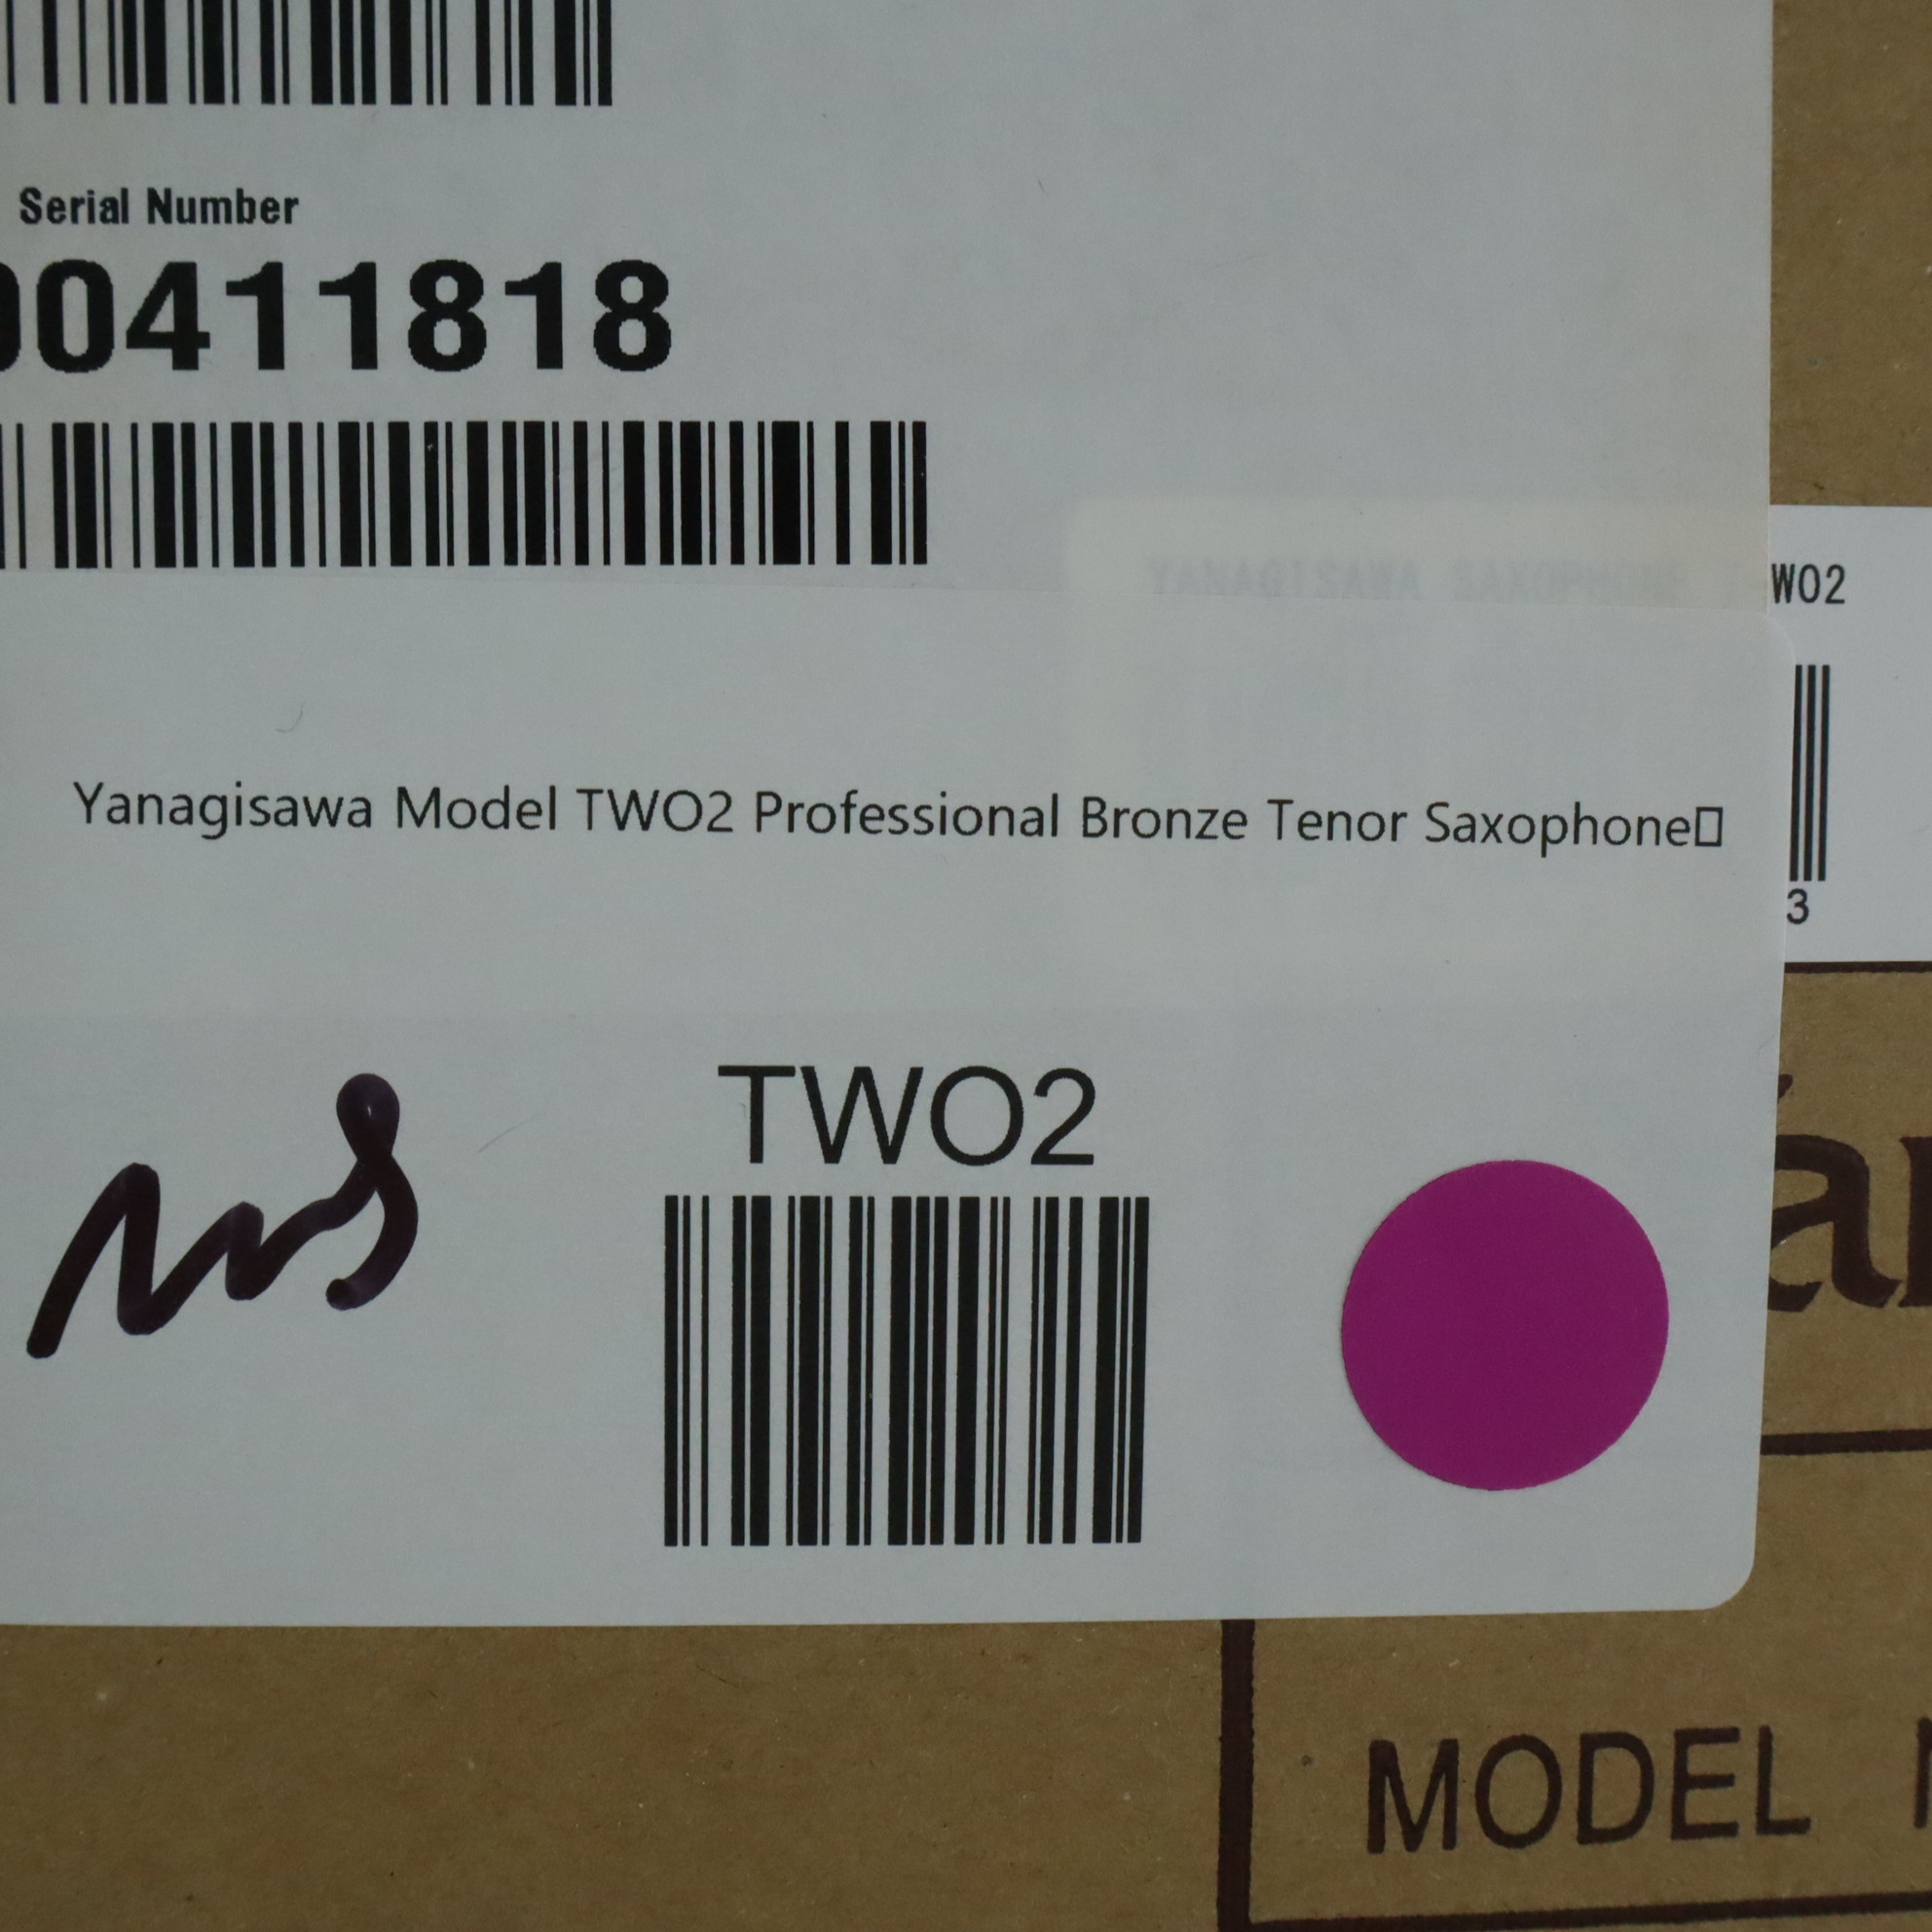 Serial Number
00411818
YANAGISAWA SAXOPHONE T-WO2
Yanagisawa Model TWO2 Professional Bronze Tenor Saxophone▯
3
TWO2
MODEL